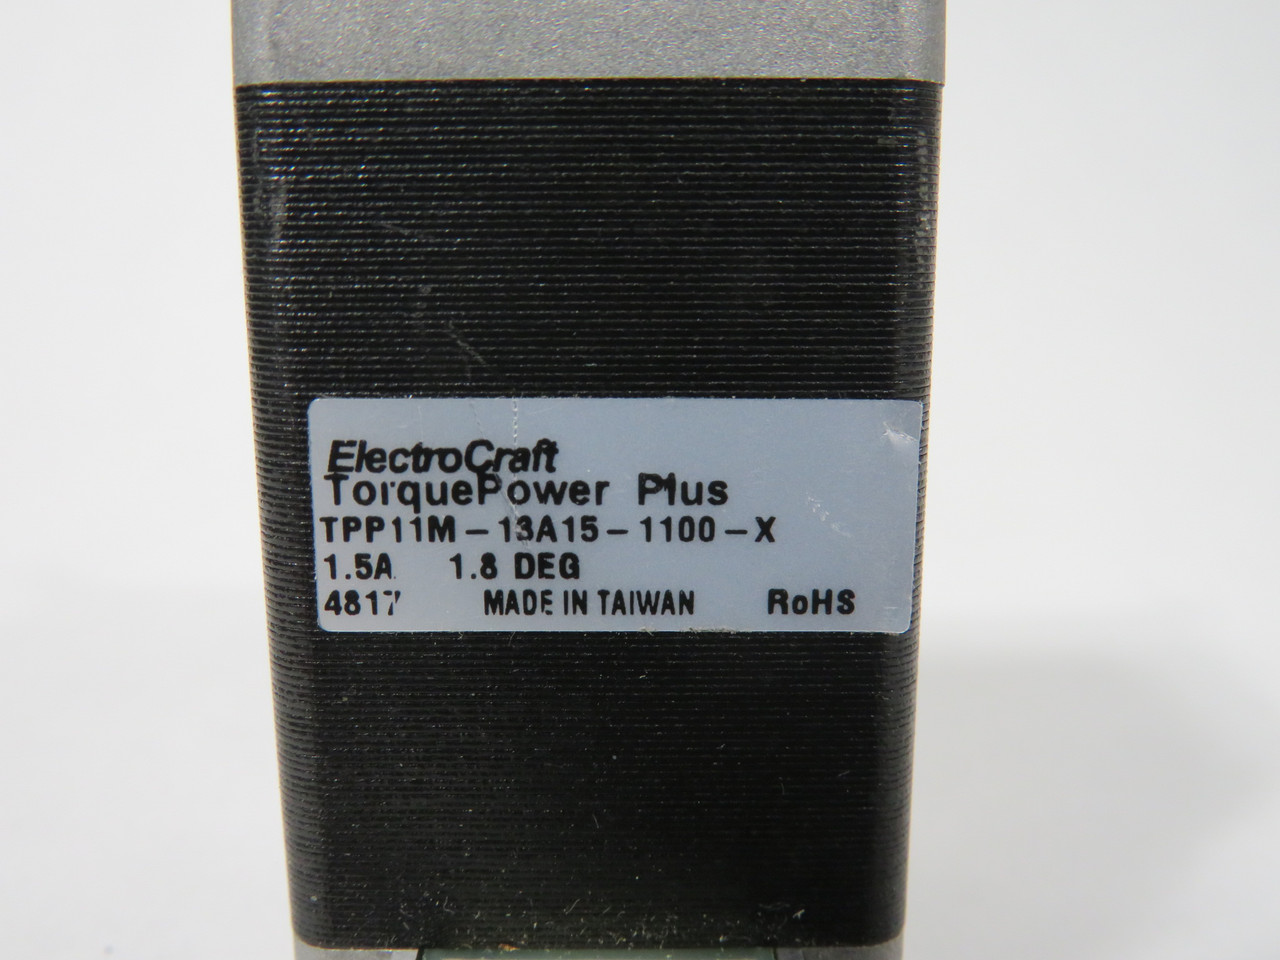 ElectroCraft
TorquePower Plus
TPP11M-13A15-1100-X
1.5A 1.8 DEG
4817 MADE IN TAIWAN RoHS